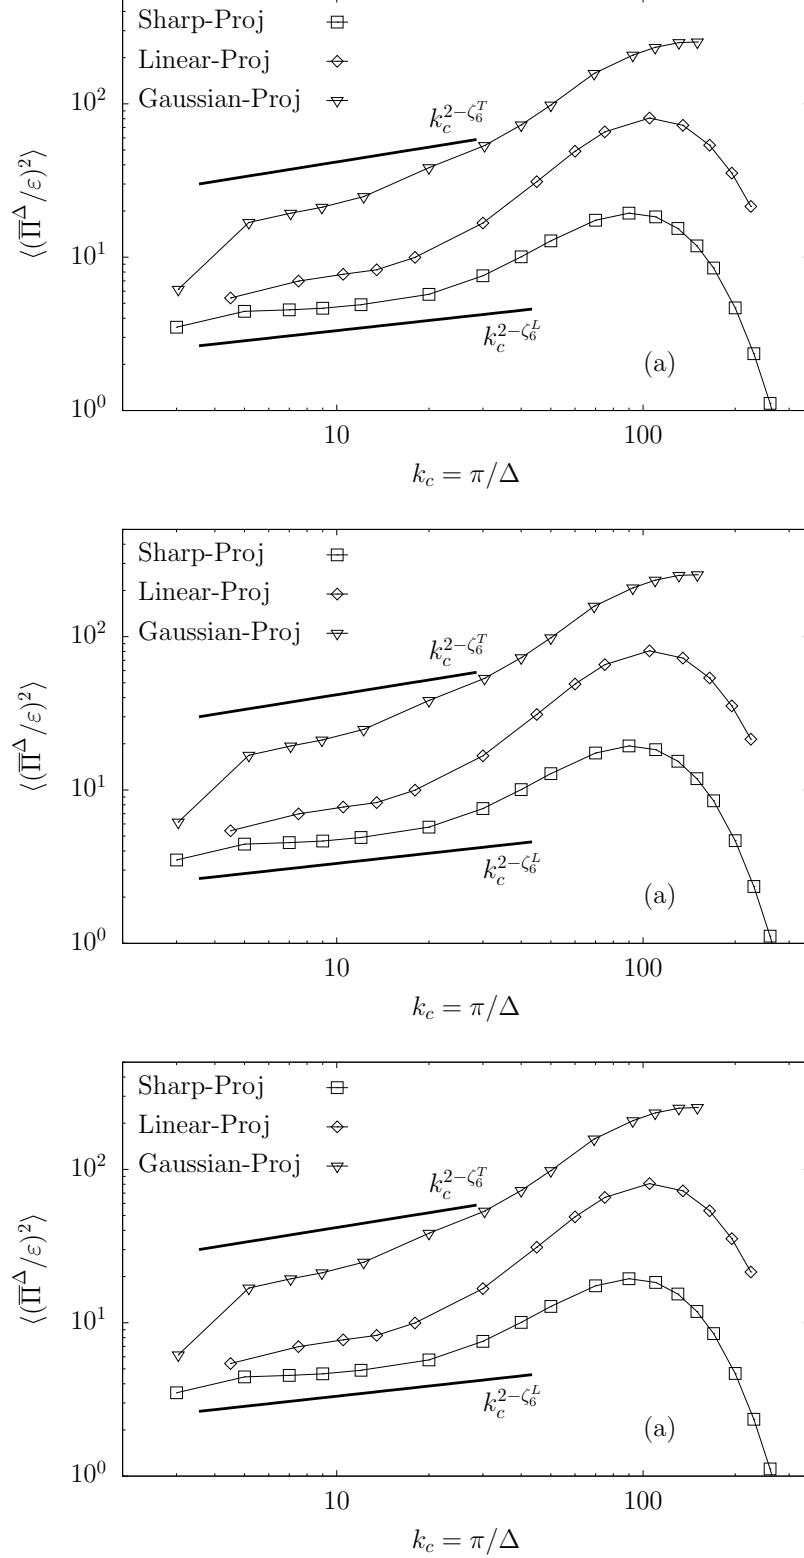 Sharp-Proj
Linear-Proj
Gaussian-Proj
10^2
10^1
10^0
⟨(\overline{Π}^Δ/ε)^2⟩
k_c^{2-ζ_6^T}
k_c^{2-ζ_6^L}
(a)
10 100
k_c = π/Δ
Sharp-Proj
Linear-Proj
Gaussian-Proj
10^2
10^1
10^0
⟨(\overline{Π}^Δ/ε)^2⟩
k_c^{2-ζ_6^T}
k_c^{2-ζ_6^L}
(a)
10 100
k_c = π/Δ
Sharp-Proj
Linear-Proj
Gaussian-Proj
10^2
10^1
10^0
⟨(\overline{Π}^Δ/ε)^2⟩
k_c^{2-ζ_6^T}
k_c^{2-ζ_6^L}
(a)
10 100
k_c = π/Δ